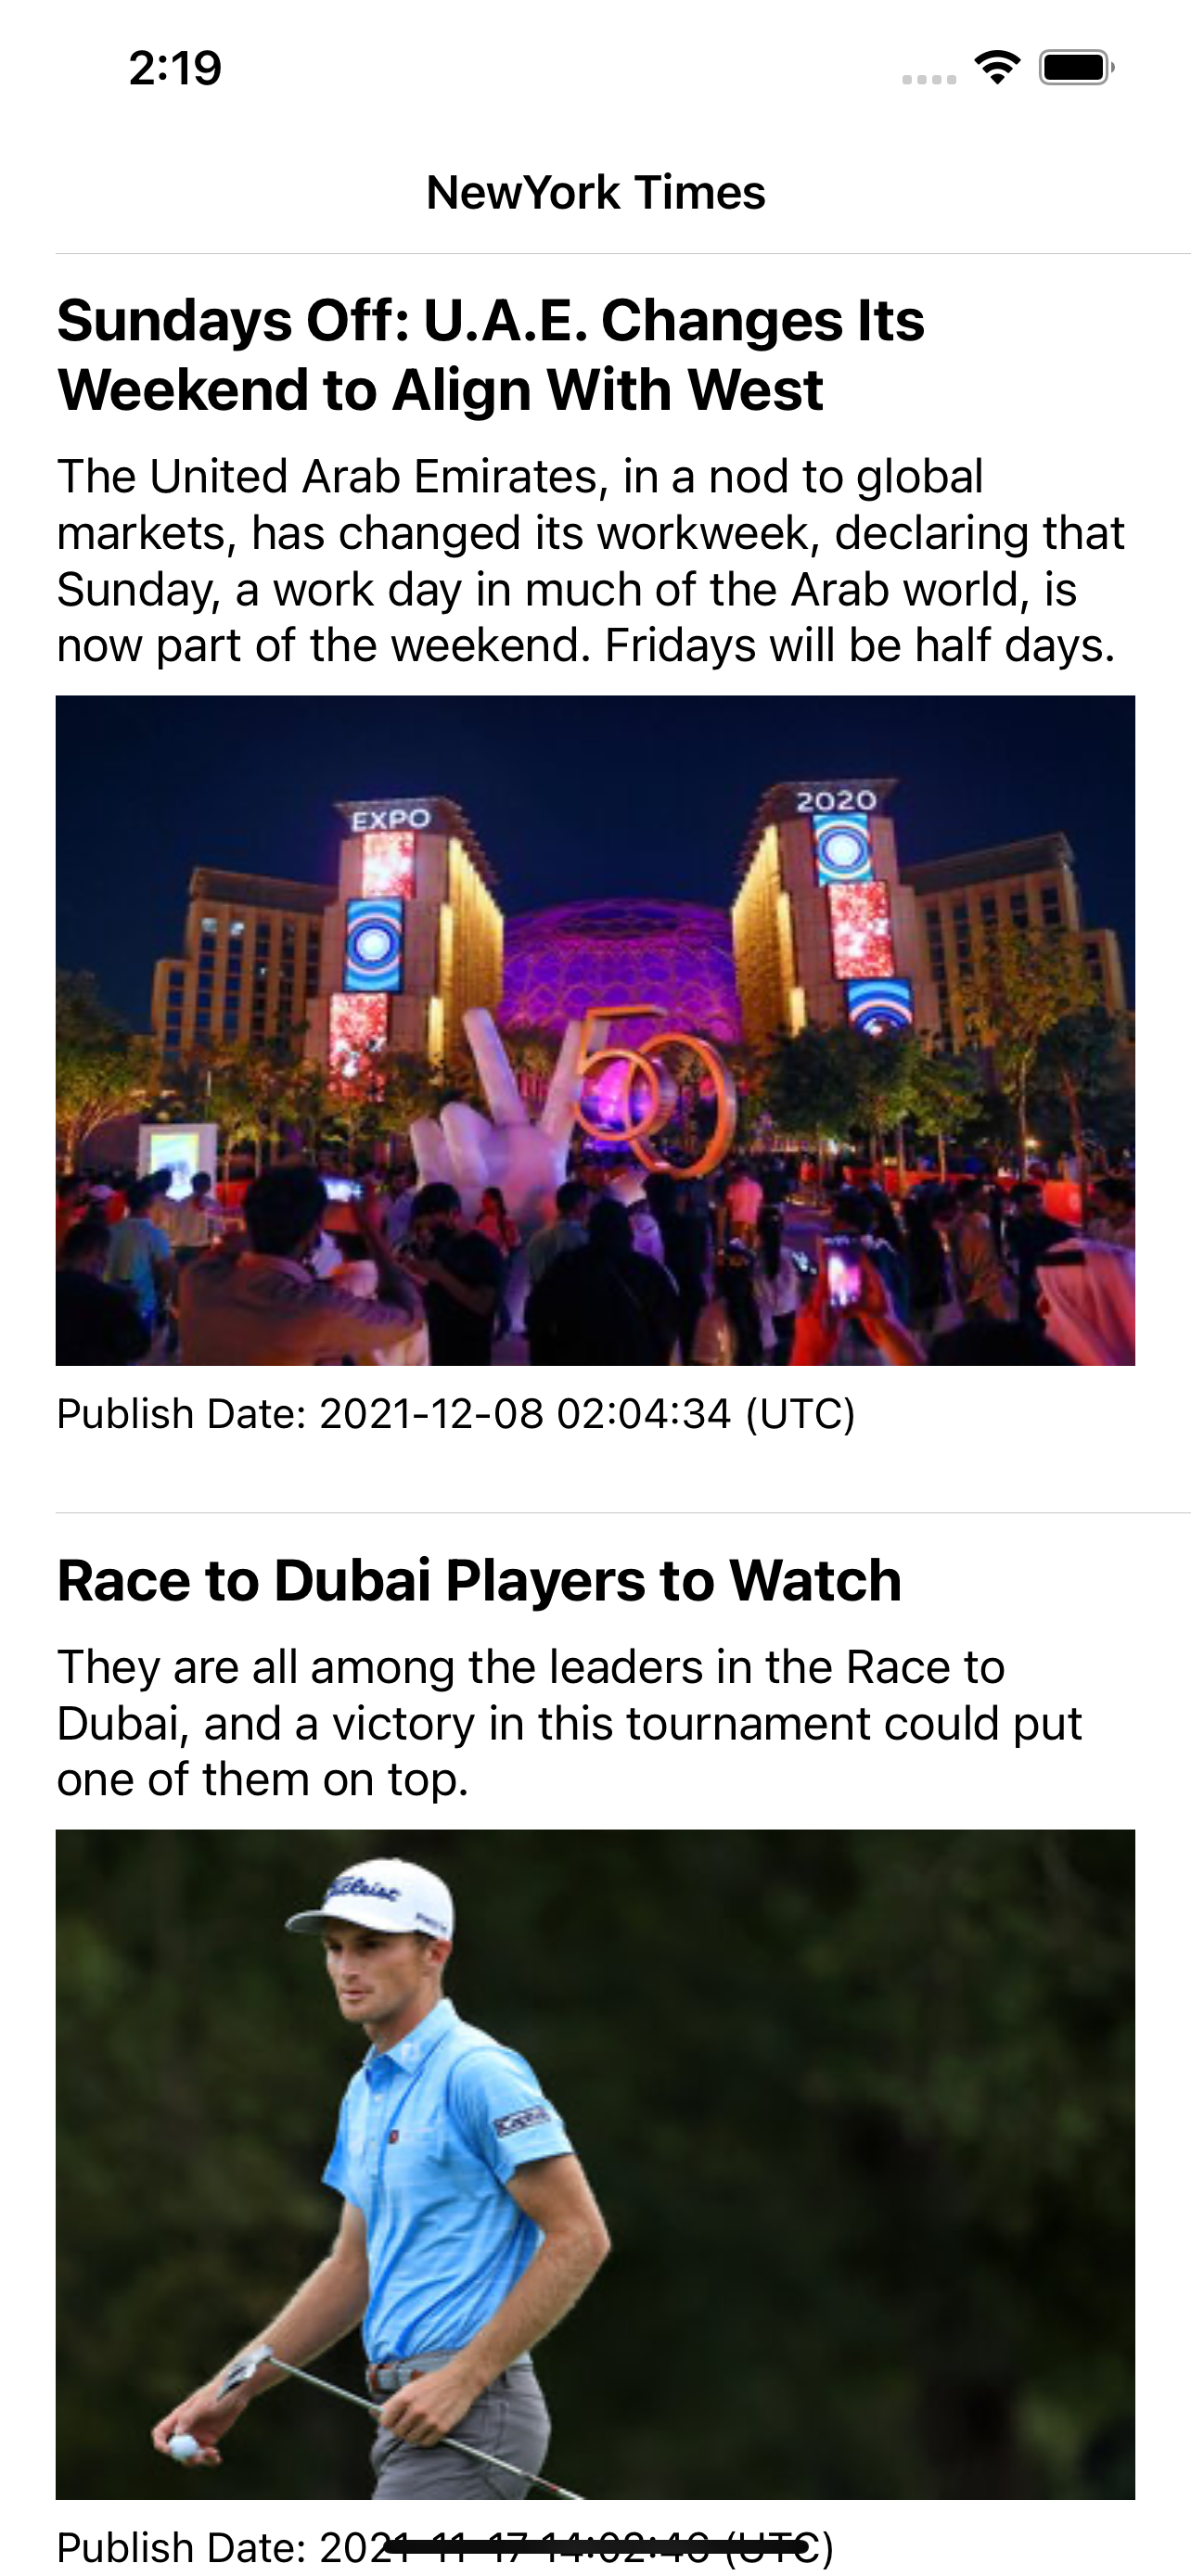 2:19
NewYork Times
Sundays Off: U.A.E. Changes Its
Weekend to Align With West
The United Arab Emirates, in a nod to global
markets, has changed its workweek, declaring that
Sunday, a work day in much of the Arab world, is
now part of the weekend. Fridays will be half days.
EXPO
2020
50
Publish Date: 2021-12-08 02:04:34 (UTC)
Race to Dubai Players to Watch
They are all among the leaders in the Race to
Dubai, and a victory in this tournament could put
one of them on top.
Titleist
Publish Date: 2021-11-17 (UTC)